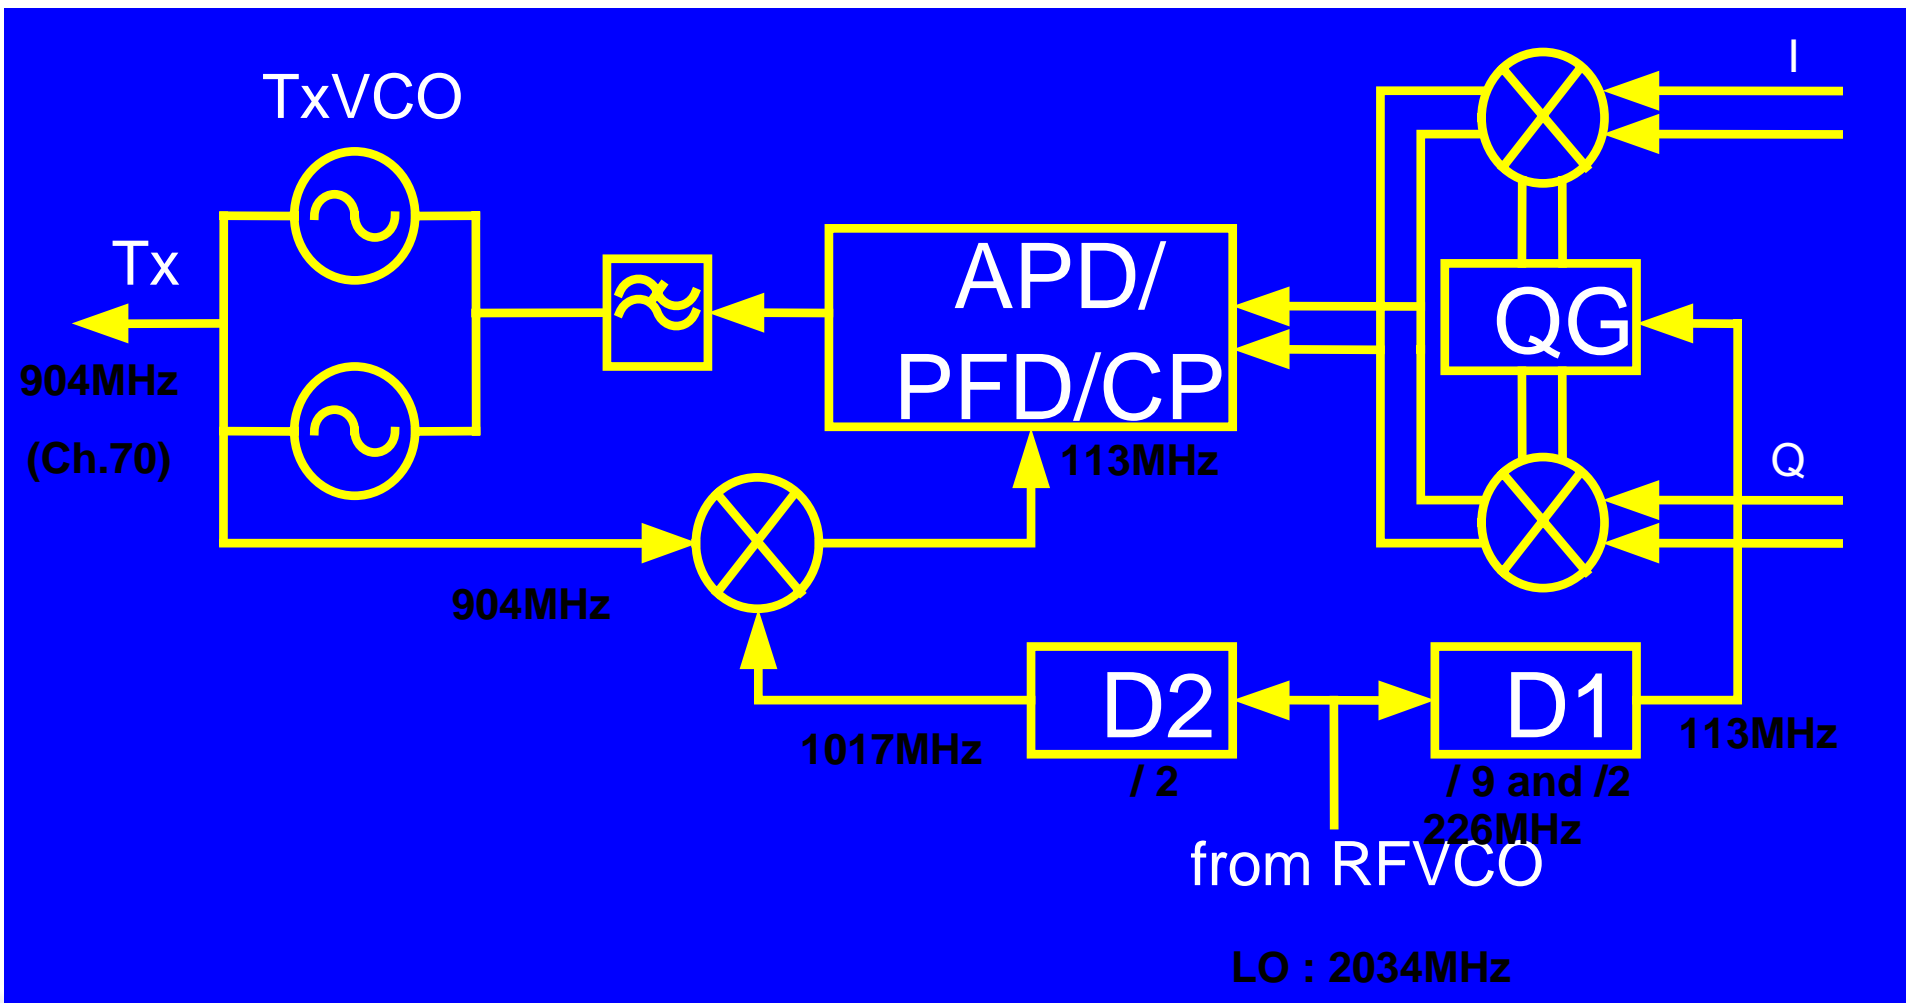 I
TxVCO
Tx
904MHz
(Ch.70)
APD/
PFD/CP
QG
113MHz
Q
904MHz
D2
D1
1017MHz
113MHz
/ 2
/ 9 and /2
226MHz
from RFVCO
LO : 2034MHz